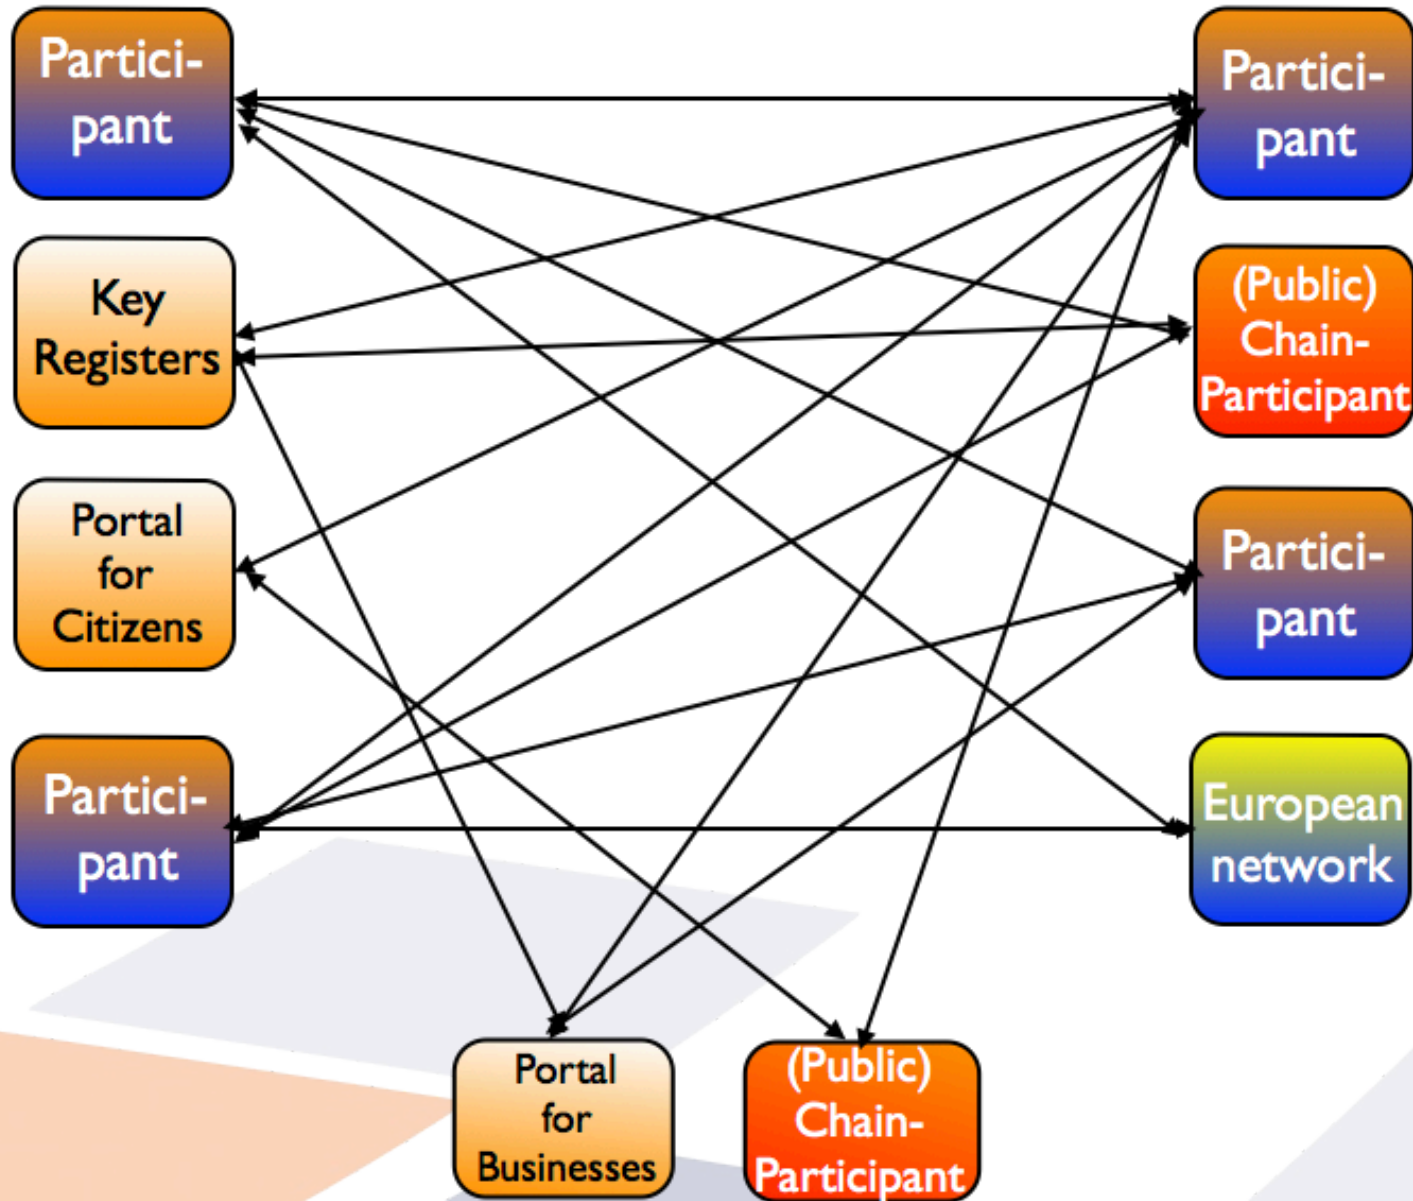 Partici-
pant
Key
Registers
Portal
for
Citizens
Partici-
pant
Partici-
pant
(Public)
Chain-
Participant
Partici-
pant
European
network
Portal
for
Businesses
(Public)
Chain-
Participant